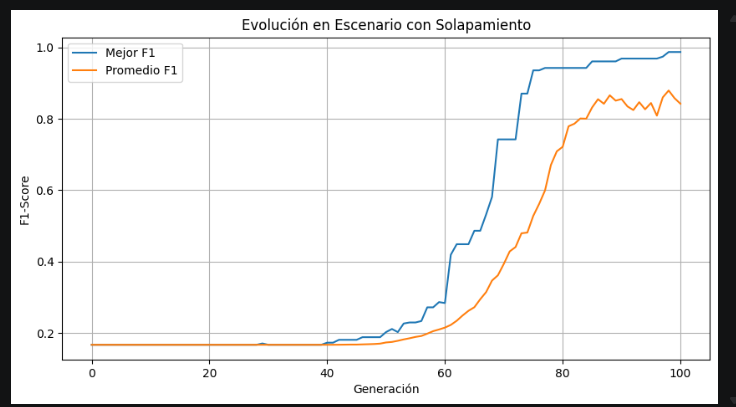 Evolución en Escenario con Solapamiento
Mejor F1
Promedio F1
F1-Score
1.0
0.8
0.6
0.4
0.2
0 20 40 60 80 100
Generación